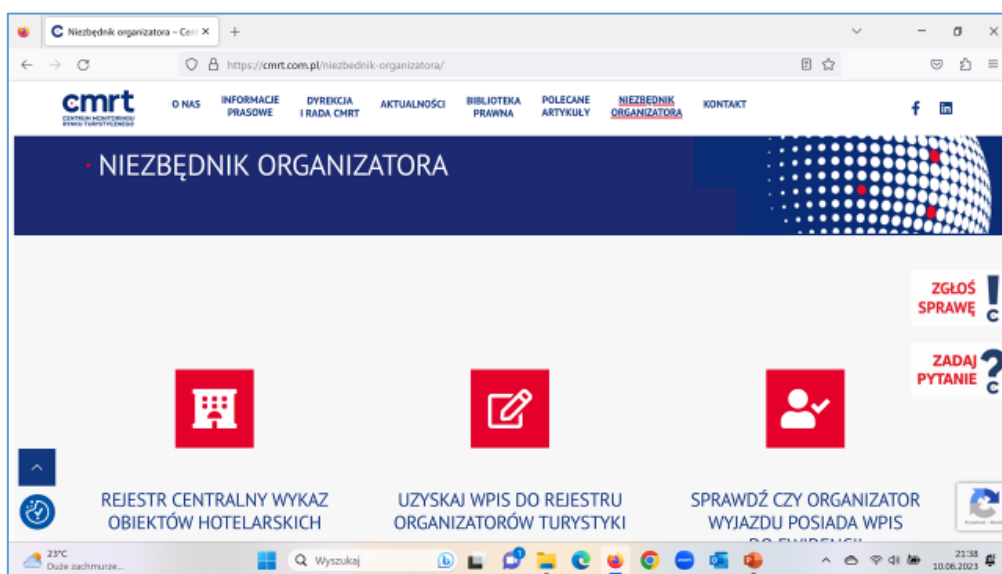 Niezbędnik organizatora – Cen
https://cmrt.com.pl/niezbednik-organizatora/
cmrt
CENTRUM MONITORINGU
RYNKU TURYSTYCZNEGO
O NAS
INFORMACJE
PRASOWE
DYREKCJA
I RADA CMRT
AKTUALNOŚCI
BIBLIOTEKA
PRAWNA
POLECANE
ARTYKUŁY
NIEZBĘDNIK
ORGANIZATORA
KONTAKT
NIEZBĘDNIK ORGANIZATORA
ZGŁOŚ
SPRAWĘ
ZADAJ
PYTANIE
REJESTR CENTRALNY WYKAZ
OBIEKTÓW HOTELARSKICH
UZYSKAJ WPIS DO REJESTRU
ORGANIZATORÓW TURYSTYKI
SPRAWDŹ CZY ORGANIZATOR
WYJAZDU POSIADA WPIS
DO EWIDENCJI
23°C
Duże zachmurze...
Wyszukaj
21:38
10.06.2023